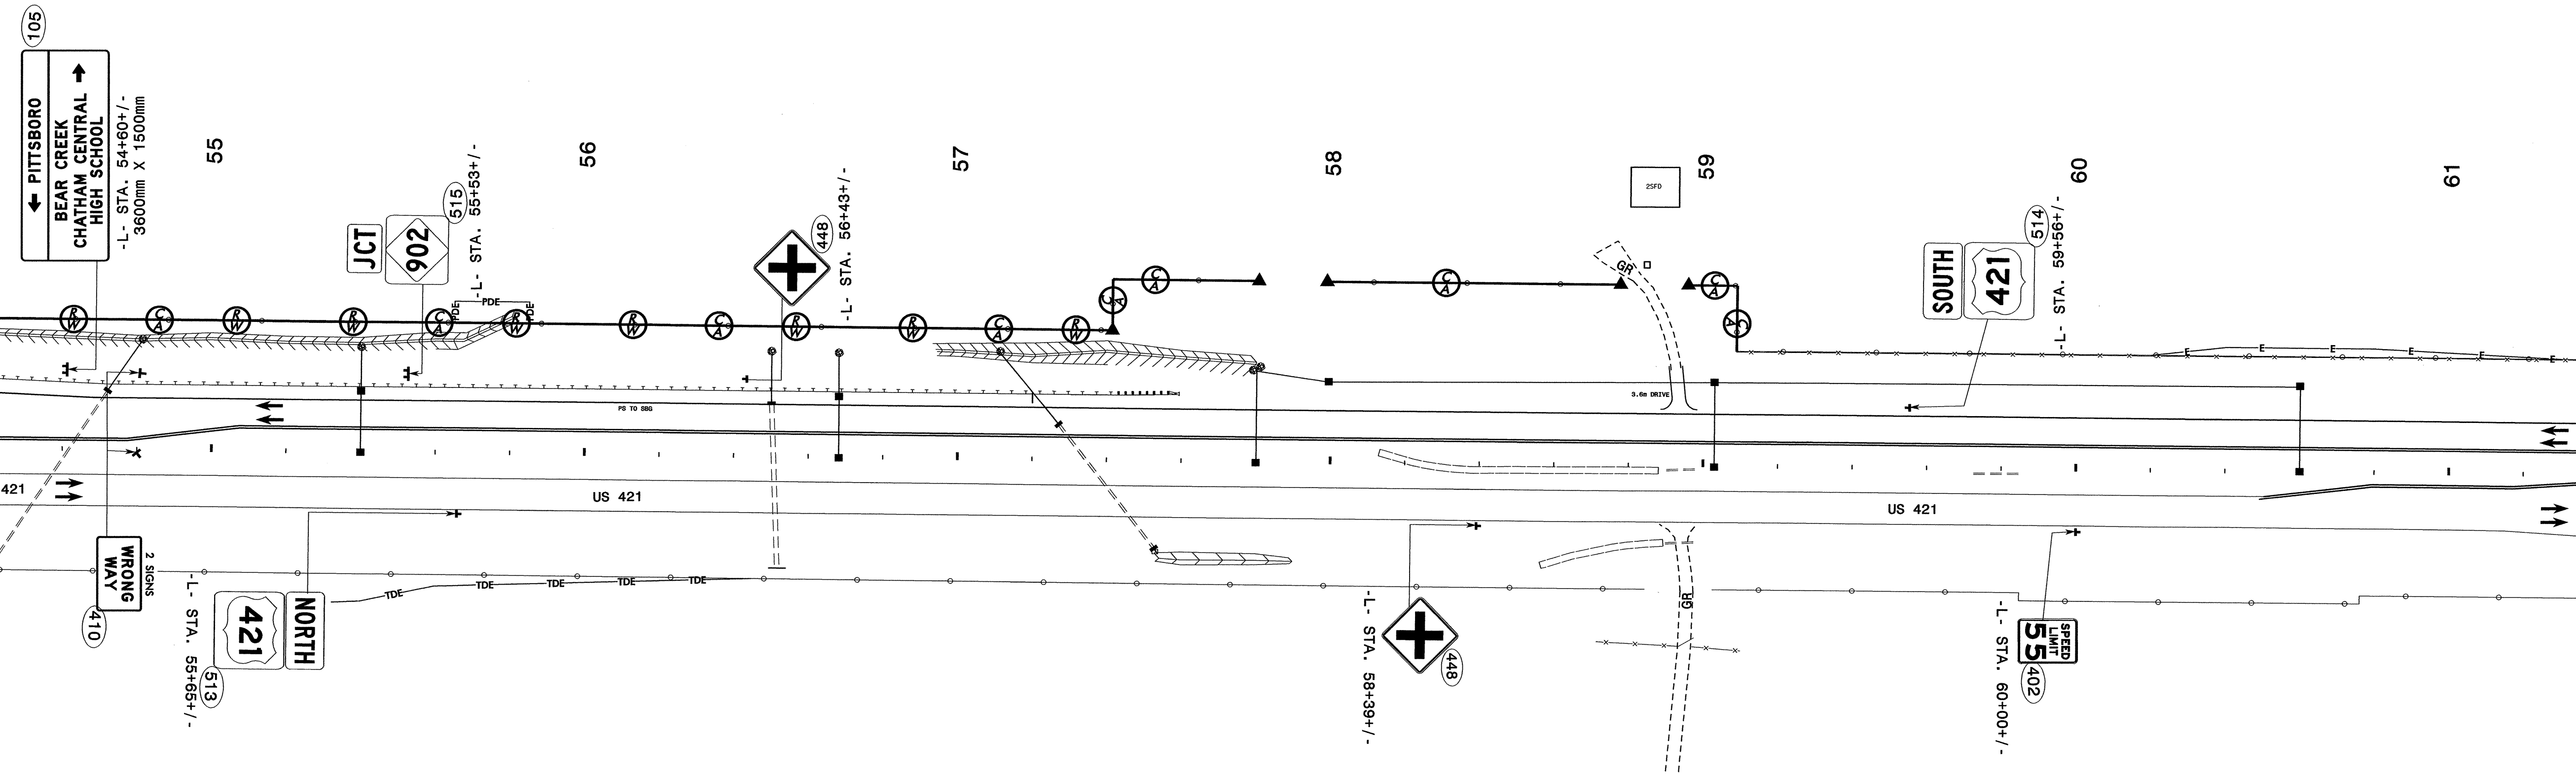 105
← PITTSBORO
BEAR CREEK →
CHATHAM CENTRAL
HIGH SCHOOL
-L- STA. 54+60+/-
3600mm X 1500mm
55
56
57
58
59
60
61
JCT
902
515
-L- STA. 55+53+/-
448
-L- STA. 56+43+/-
2SFD
GR
SOUTH
421
514
-L- STA. 59+56+/-
PDE
PDE
PDE
R/W
C/A
R/W
R/W
C/A
R/W
R/W
C/A
R/W
R/W
C/A
R/W
C/A
C/A
C/A
C/A
C/A
E
E
E
E
E
E
PS TO SBG
3.6m DRIVE
421
US 421
US 421
2 SIGNS
WRONG
WAY
410
-L- STA. 55+65+/-
NORTH
421
513
TDE
TDE
TDE
TDE
TDE
-L- STA. 58+39+/-
448
GR
-L- STA. 60+00+/-
SPEED
LIMIT
55
402